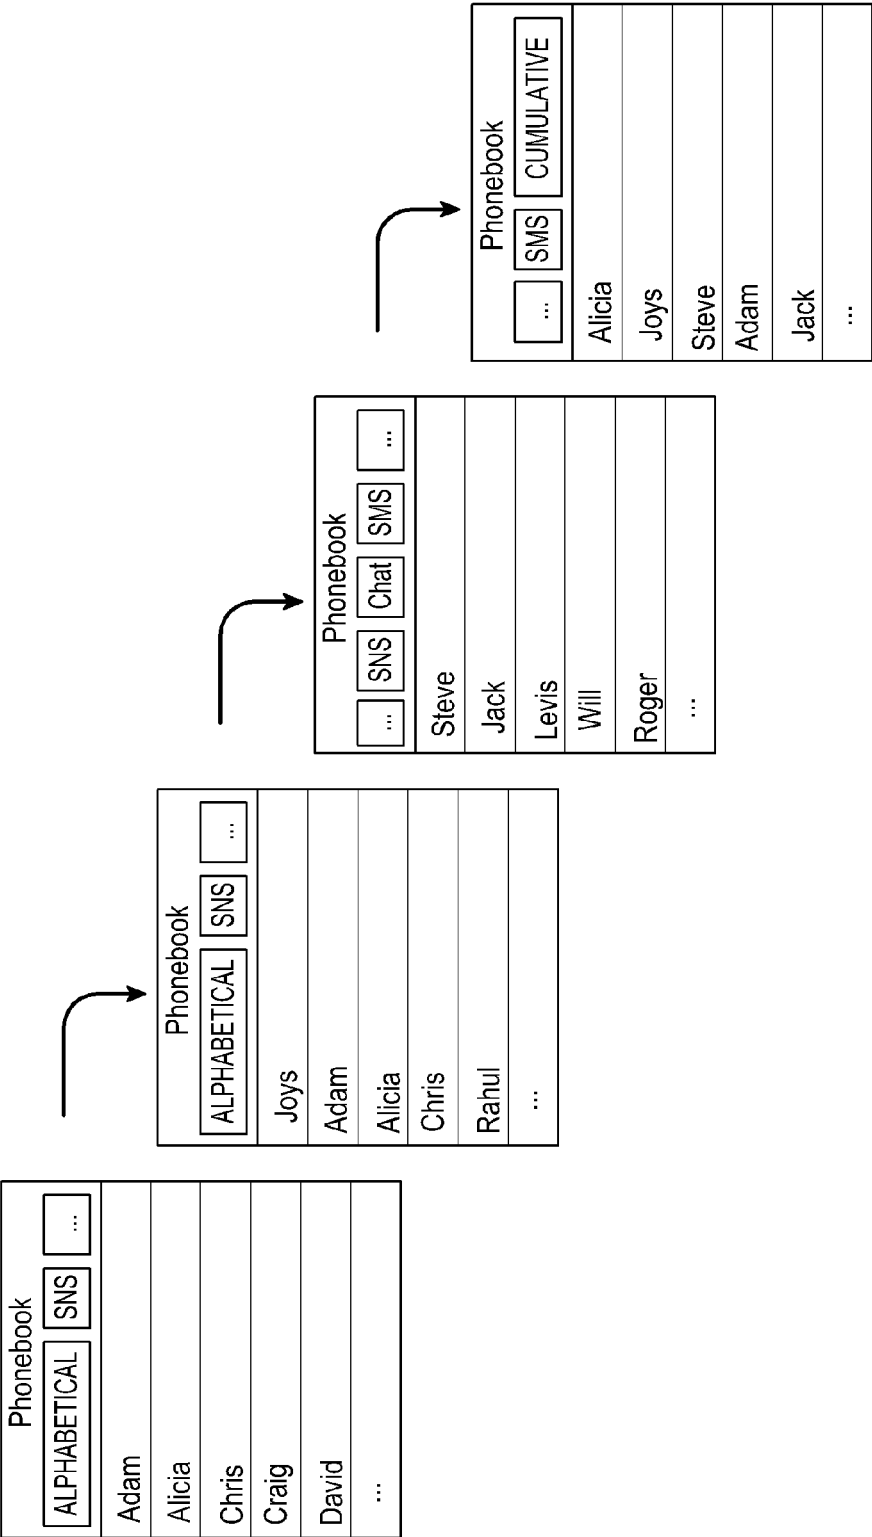 Phonebook
ALPHABETICAL SNS ...
Adam
Alicia
Chris
Craig
David
...
Phonebook
ALPHABETICAL SNS ...
Joys
Adam
Alicia
Chris
Rahul
...
Phonebook
... SNS Chat SMS ...
Steve
Jack
Levis
Will
Roger
...
Phonebook
... SMS CUMULATIVE
Alicia
Joys
Steve
Adam
Jack
...